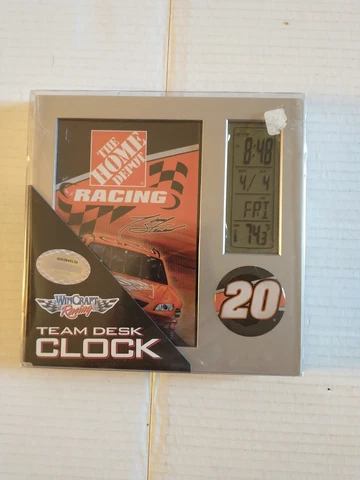 THE
HOME
DEPOT
RACING
8:48
4/4
FRI
74.3
20
WINCRAFT
Racing
TEAM DESK
CLOCK